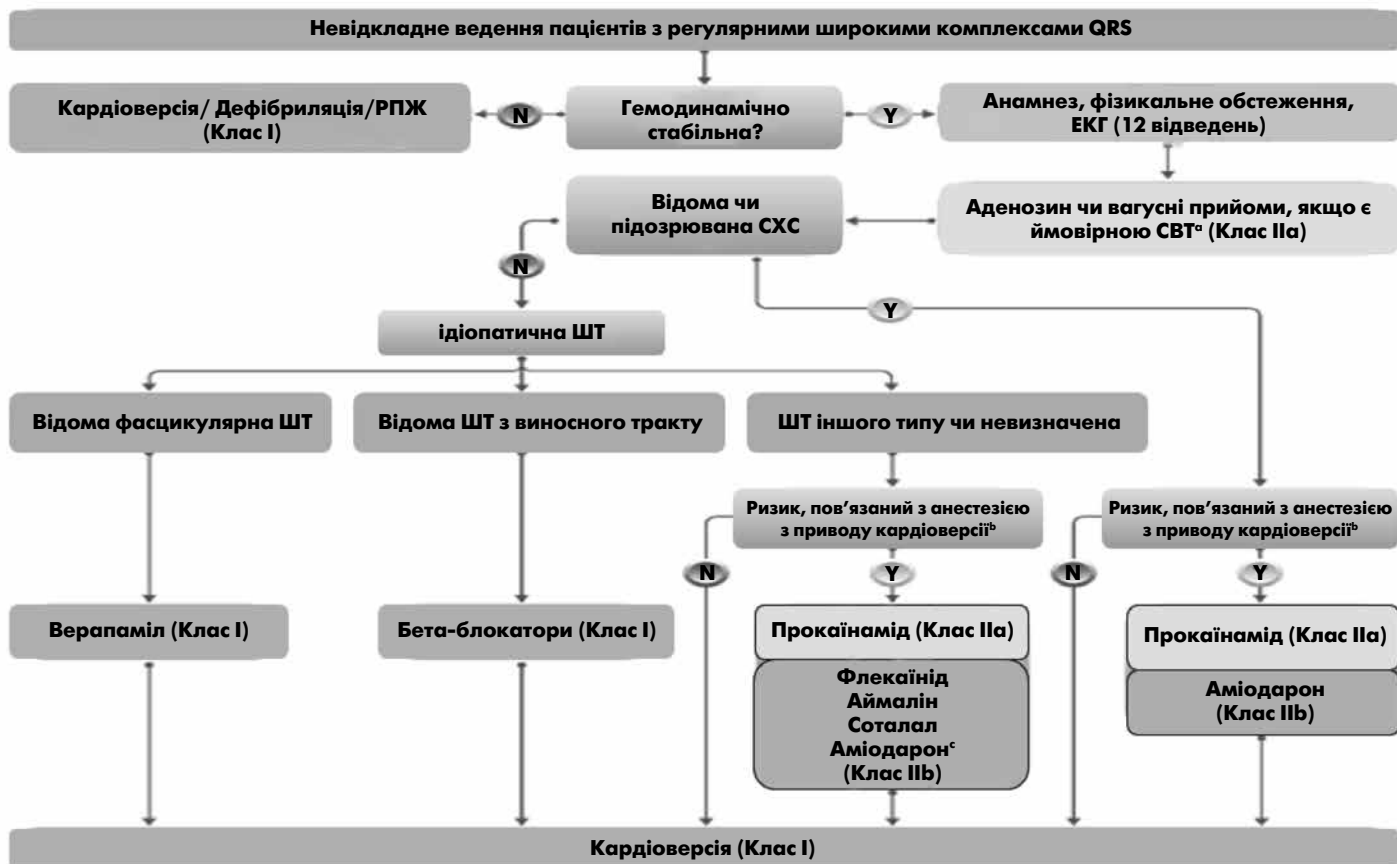 Невідкладне ведення пацієнтів з регулярними широкими комплексами QRS
Кардіоверсія/ Дефібриляція/РПЖ
(Клас I)
N
Гемодинамічно
стабільна?
Y
Анамнез, фізикальне обстеження,
ЕКГ (12 відведень)
Відома чи
підозрювана СХС
Аденозин чи вагусні прийоми, якщо є
ймовірною СВТᵃ (Клас IIa)
N
Y
ідіопатична ШТ
Відома фасцикулярна ШТ
Відома ШТ з виносного тракту
ШТ іншого типу чи невизначена
Ризик, пов’язаний з анестезією
з приводу кардіоверсіїᵇ
Ризик, пов’язаний з анестезією
з приводу кардіоверсіїᵇ
N
Y
N
Y
Верапаміл (Клас I)
Бета-блокатори (Клас I)
Прокаїнамід (Клас IIa)
Флекаїнід
Аймалін
Соталал
Аміодаронᶜ
(Клас IIb)
Прокаїнамід (Клас IIa)
Аміодарон
(Клас IIb)
Кардіоверсія (Клас I)